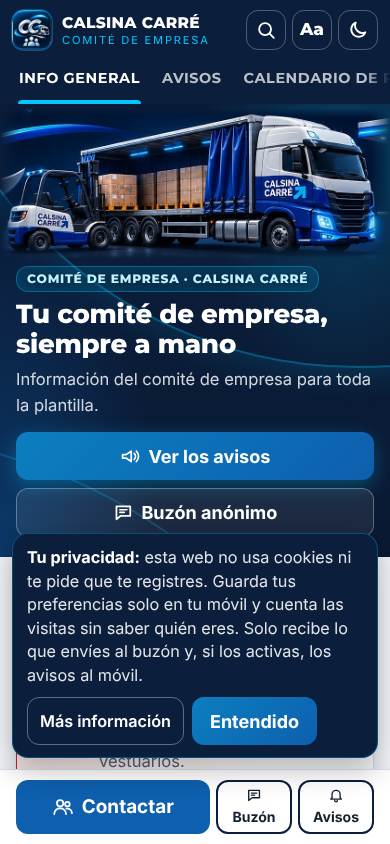 CALSINA CARRÉ
COMITÉ DE EMPRESA
Aa
INFO GENERAL AVISOS CALENDARIO DE
CALSINA CARRÉ
CALSINA CARRÉ
COMITÉ DE EMPRESA · CALSINA CARRÉ
Tu comité de empresa,
siempre a mano
Información del comité de empresa para toda
la plantilla.
Ver los avisos
Buzón anónimo
Tu privacidad: esta web no usa cookies ni
te pide que te registres. Guarda tus
preferencias solo en tu móvil y cuenta las
visitas sin saber quién eres. Solo recibe lo
que envíes al buzón y, si los activas, los
avisos al móvil.
Más información
Entendido
vestuarios.
Contactar
Buzón
Avisos